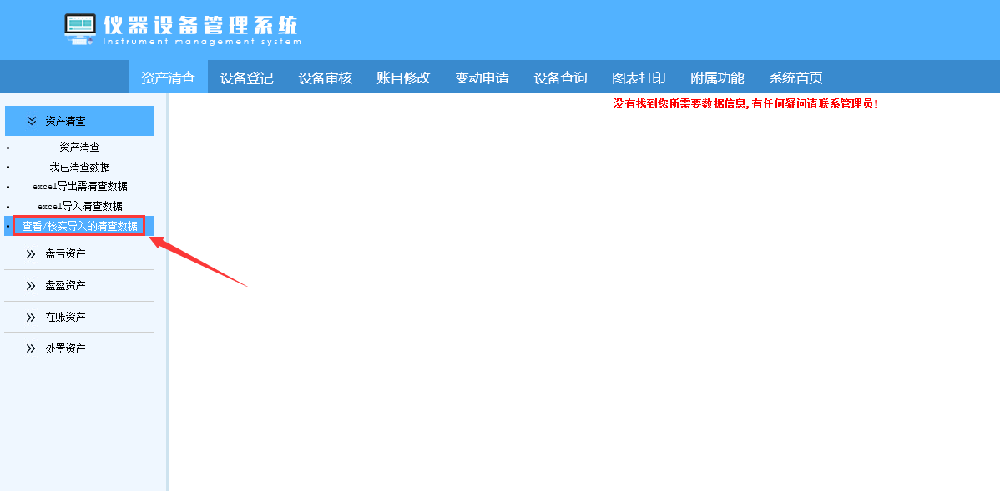 仪器设备管理系统
Instrument management system
资产清查 设备登记 设备审核 账目修改 变动申请 设备查询 图表打印 附属功能 系统首页
没有找到您所需要数据信息,有任何疑问请联系管理员!
资产清查
资产清查
我已清查数据
excel导出需清查数据
excel导入清查数据
查看/核实导入的清查数据
盘亏资产
盘盈资产
在账资产
处置资产